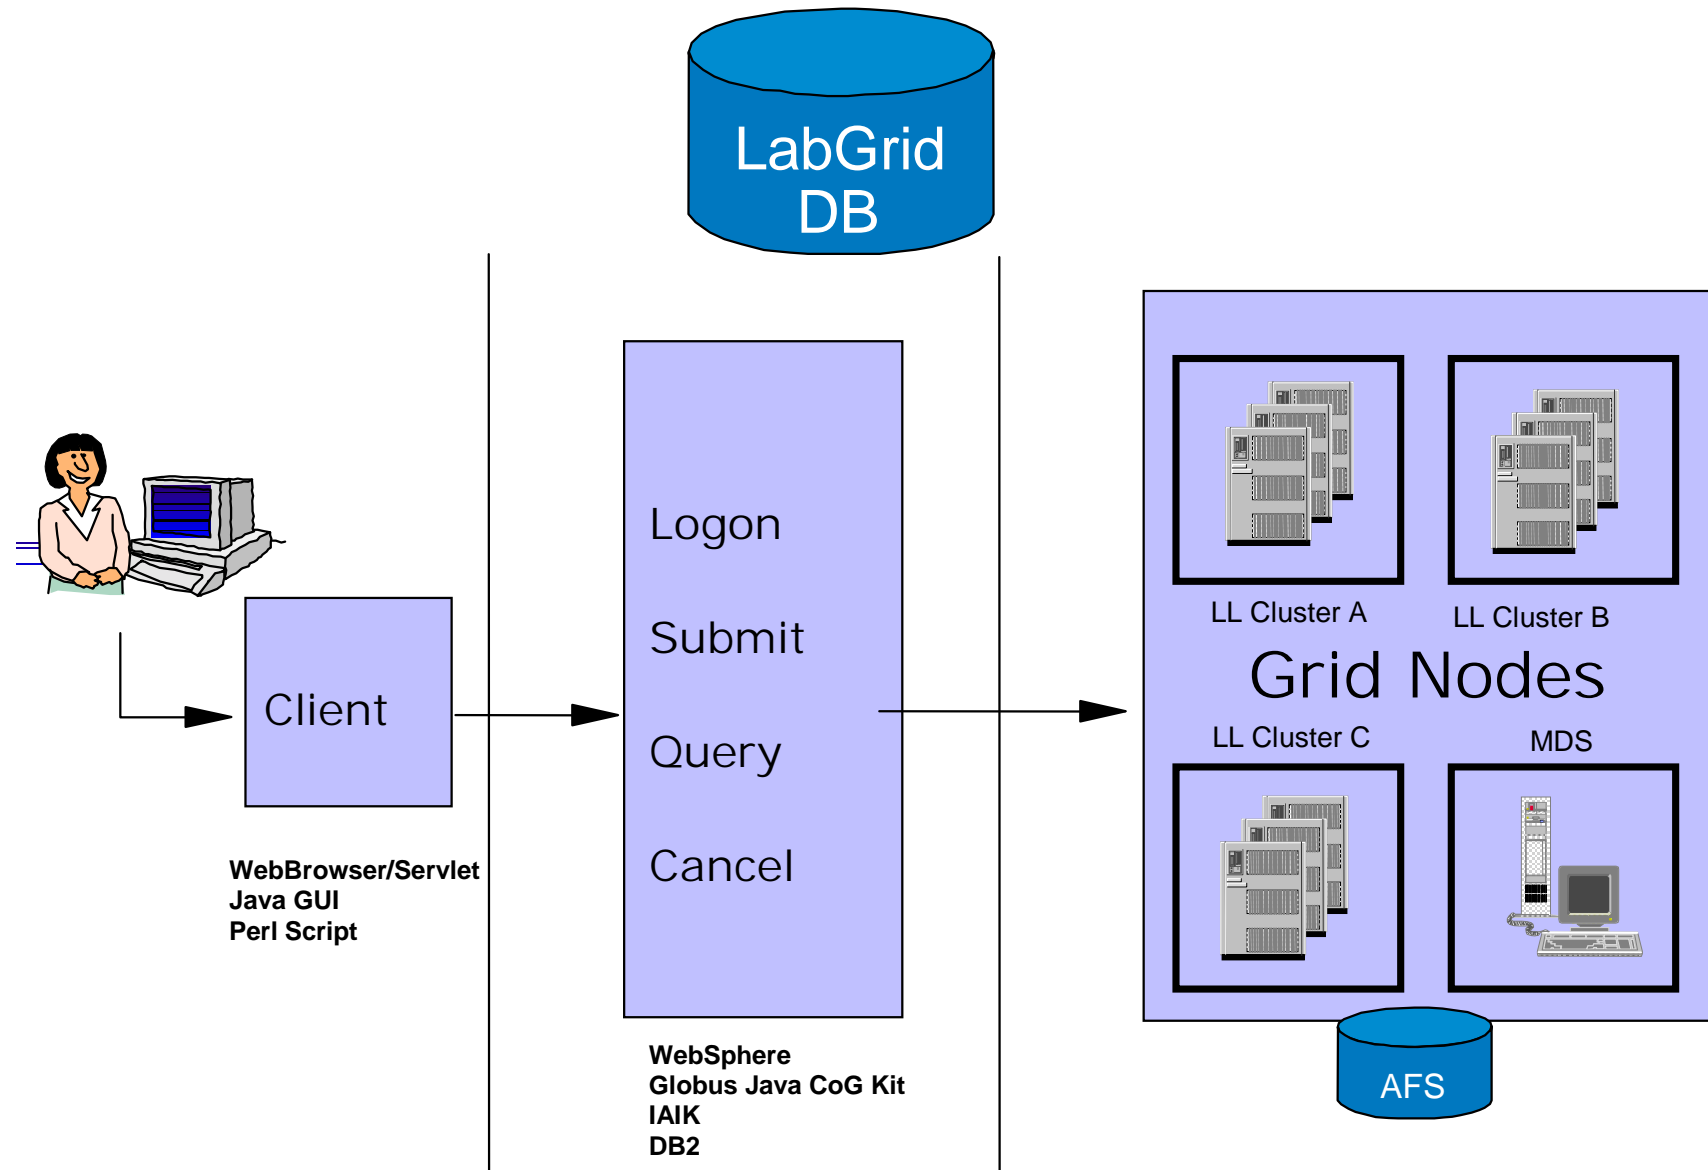 LabGrid
DB
Client
WebBrowser/Servlet
Java GUI
Perl Script
Logon
Submit
Query
Cancel
WebSphere
Globus Java CoG Kit
IAIK
DB2
LL Cluster A
LL Cluster B
Grid Nodes
LL Cluster C
MDS
AFS